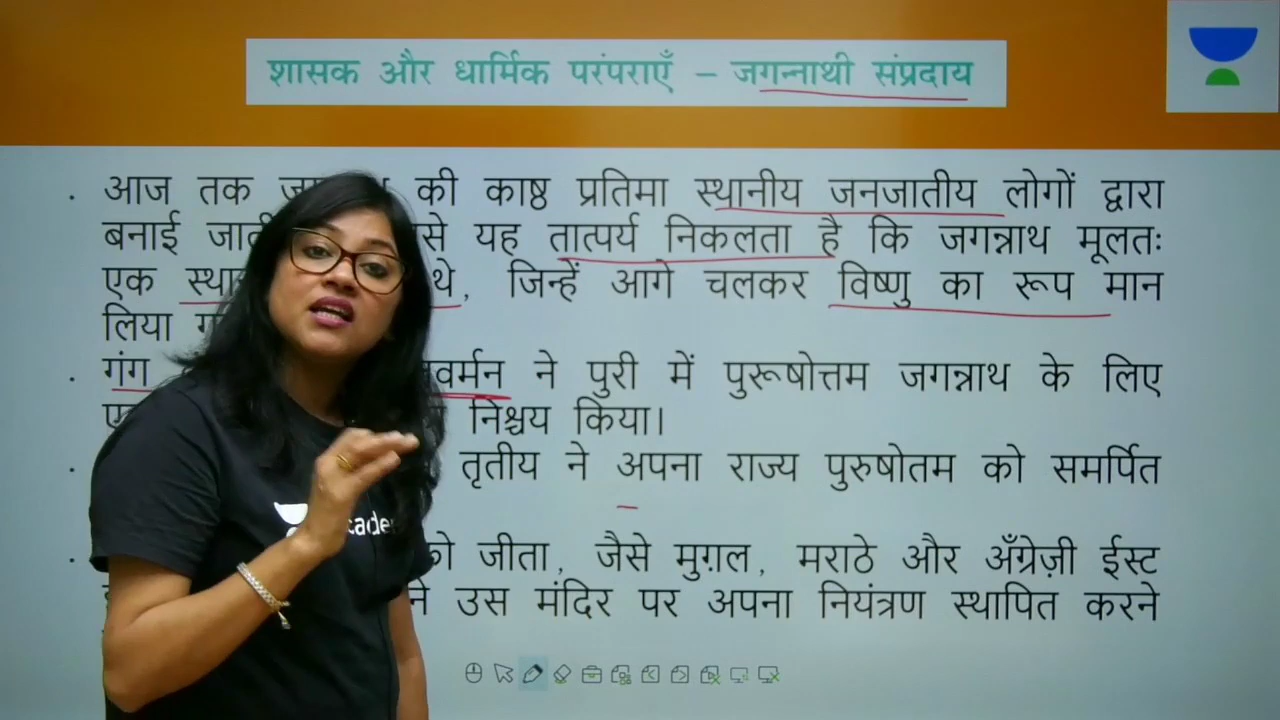 शासक और धार्मिक परंपराएँ – जगन्नाथी संप्रदाय
. आज तक की काष्ठ प्रतिमा स्थानीय जनजातीय लोगों द्वारा
बनाई यह तात्पर्य निकलता है कि जगन्नाथ मूलतः
एक थे, जिन्हें आगे चलकर विष्णु का रूप मान
लिया
. गंग ने पुरी में पुरूषोत्तम जगन्नाथ के लिए
निश्चय किया।
. तृतीय ने अपना राज्य पुरुषोतम को समर्पित
. को जीता, जैसे मुग़ल, मराठे और अँग्रेज़ी ईस्ट
ने उस मंदिर पर अपना नियंत्रण स्थापित करने